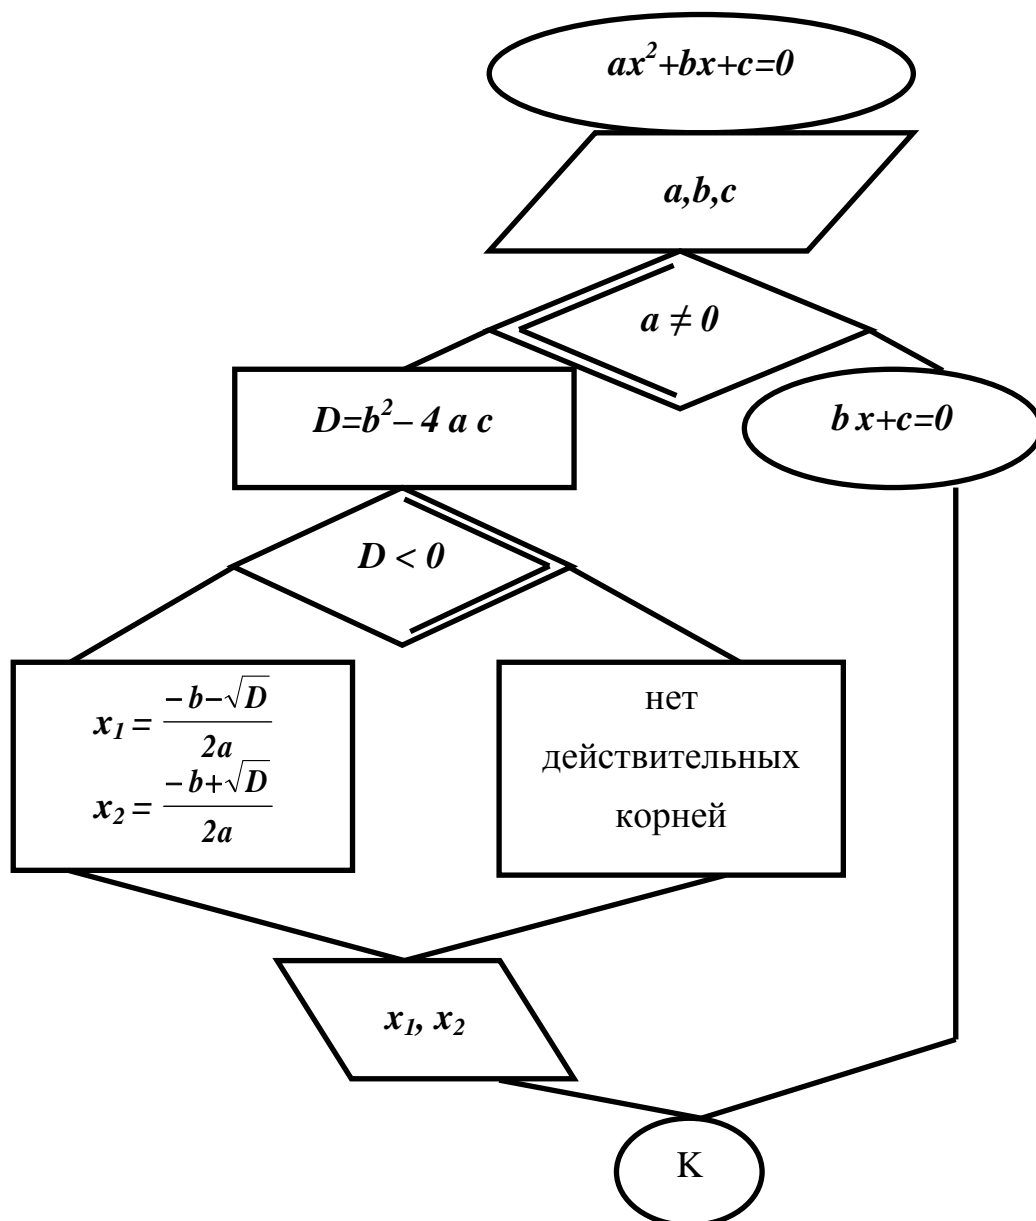 ax²+bx+c=0
a,b,c
a ≠ 0
D=b²– 4 a c
b x+c=0
D < 0
x₁ = (–b–√D)/2a
x₂ = (–b+√D)/2a
нет
действительных
корней
x₁, x₂
К